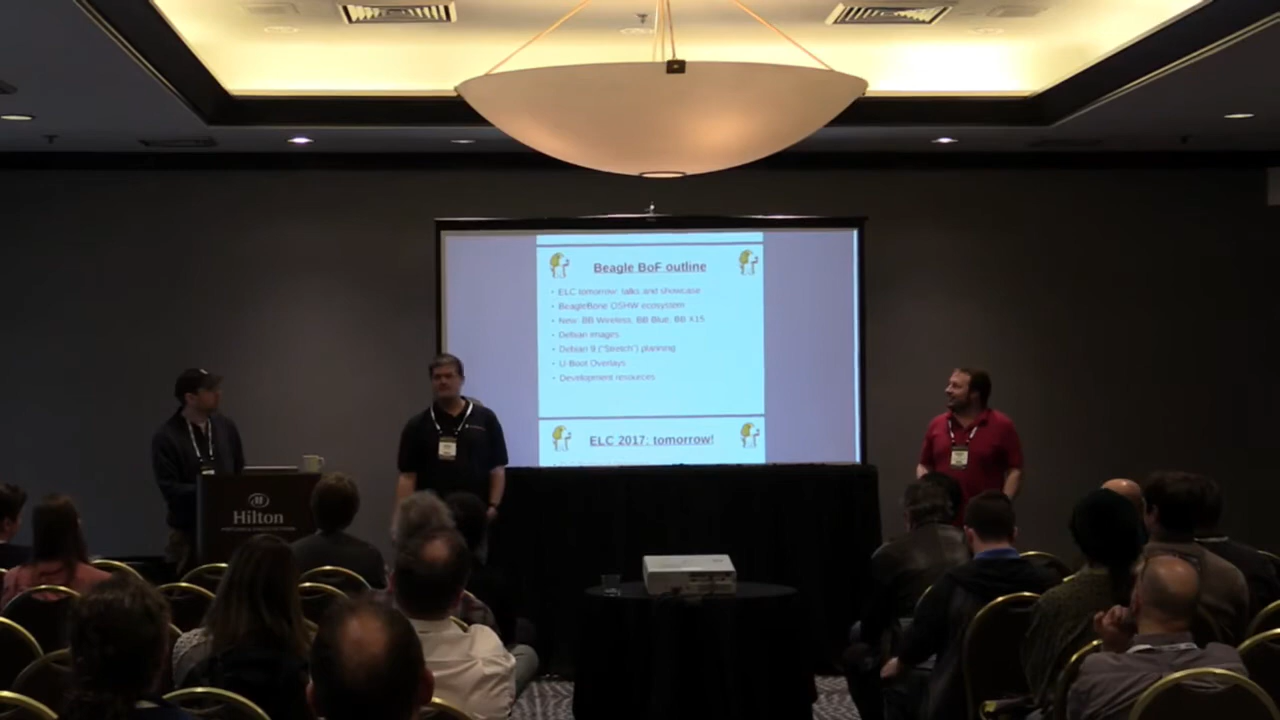 Beagle BoF outline
• ELC tomorrow: talks and showcase
• BeagleBone OSHW ecosystem
• New: BB Wireless, BB Blue, BB X15
• Debian images
• Debian 9 ("Stretch") planning
• U-Boot Overlays
• Development resources
ELC 2017: tomorrow!
Hilton